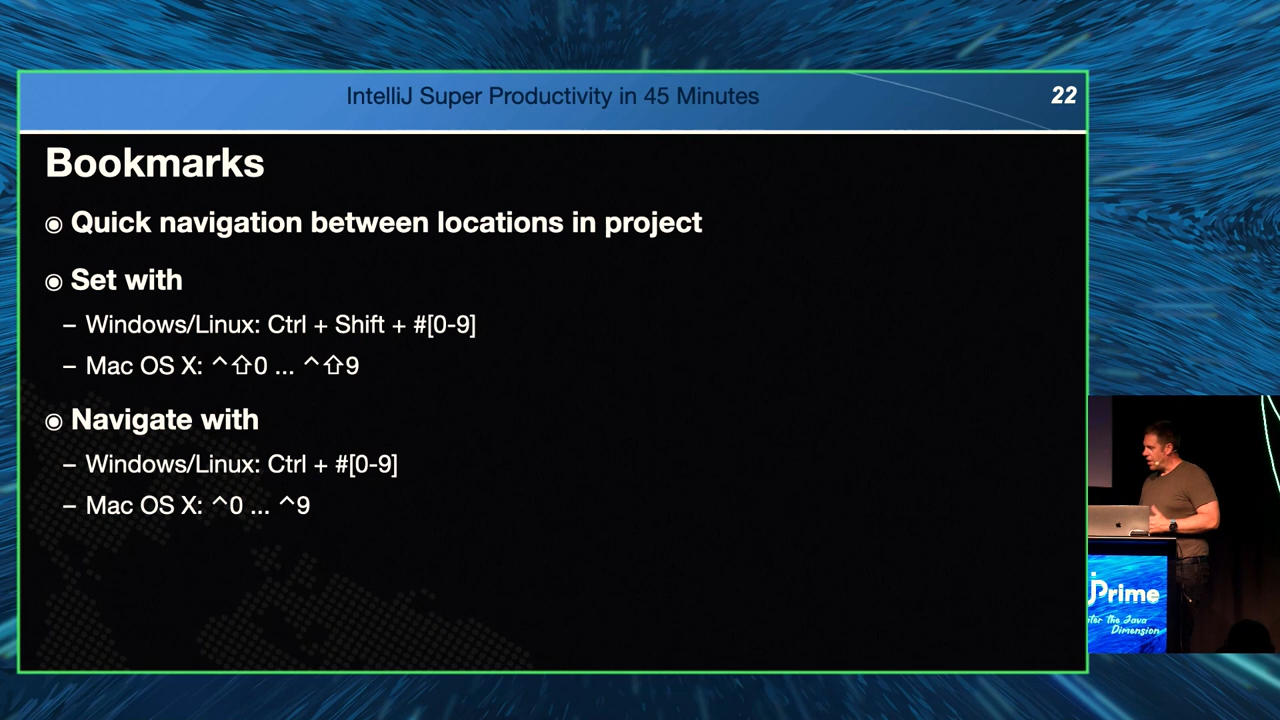 IntelliJ Super Productivity in 45 Minutes
22
Bookmarks
◉ Quick navigation between locations in project
◉ Set with
– Windows/Linux: Ctrl + Shift + #[0-9]
– Mac OS X: ^⇧0 ... ^⇧9
◉ Navigate with
– Windows/Linux: Ctrl + #[0-9]
– Mac OS X: ^0 ... ^9
jPrime
the Java
Dimension